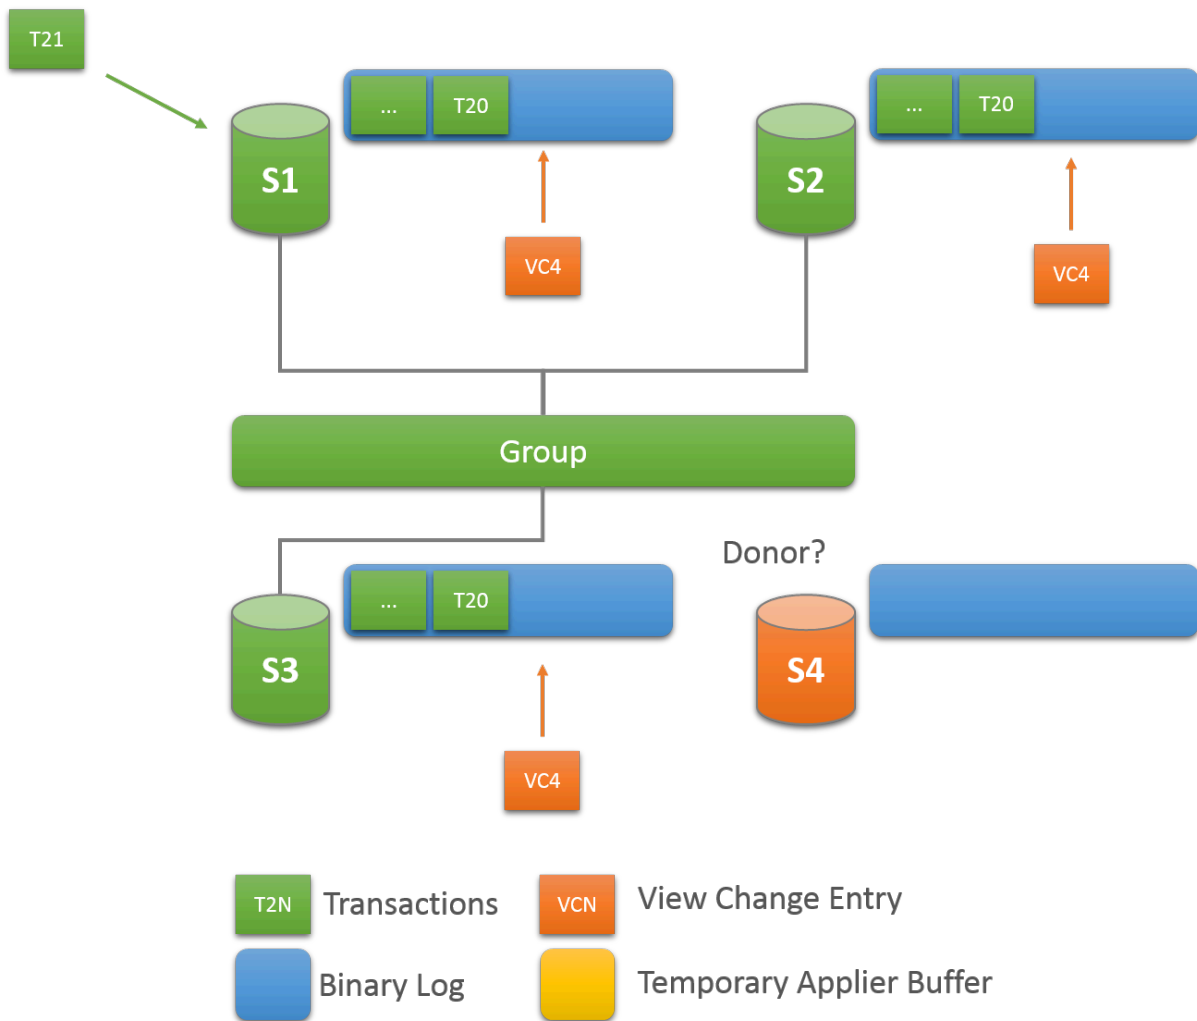 T21
... T20
... T20
S1
S2
VC4
VC4
Group
Donor?
... T20
S3
S4
VC4
T2N Transactions
VCN View Change Entry
Binary Log
Temporary Applier Buffer